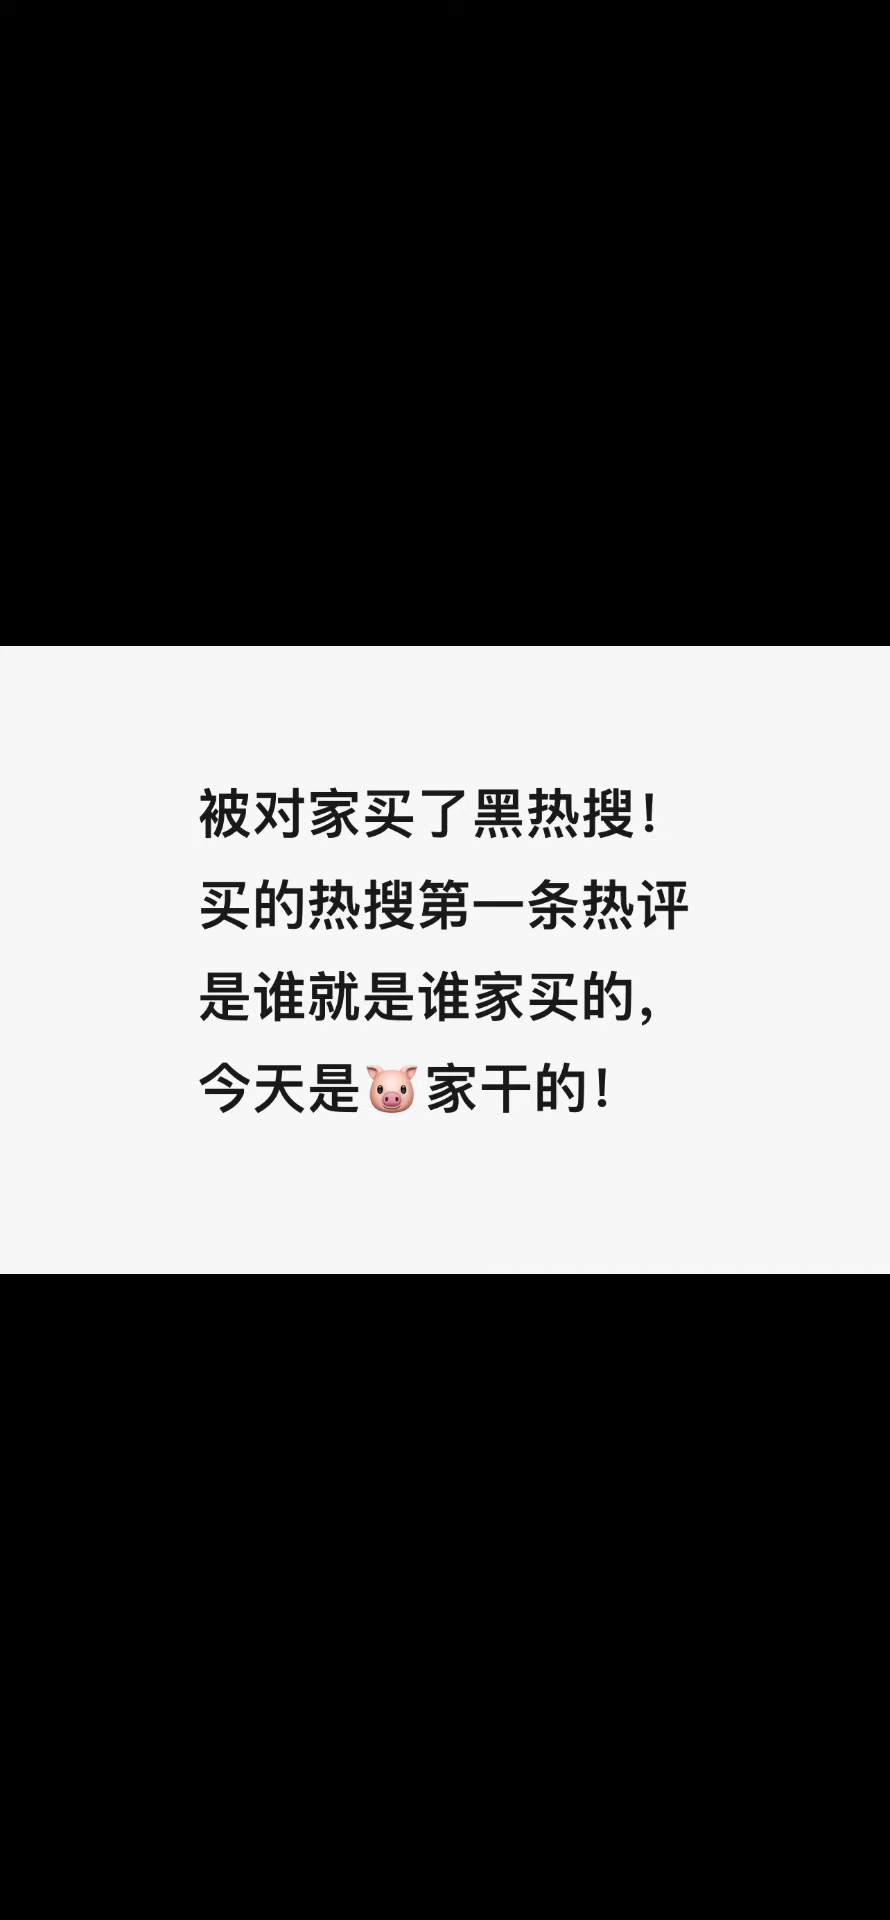 被对家买了黑热搜！
买的热搜第一条热评
是谁就是谁家买的，
今天是🐷家干的！